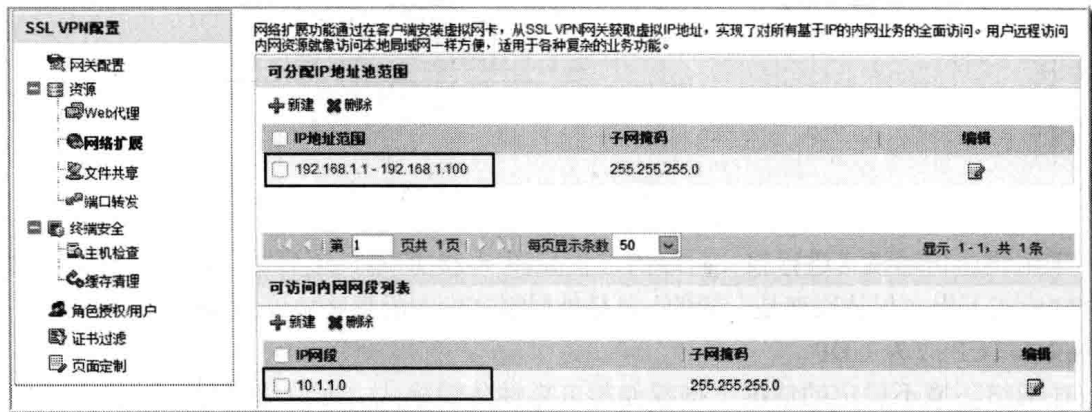 SSL VPN配置
网关配置
资源
Web代理
网络扩展
文件共享
端口转发
终端安全
主机检查
缓存清理
角色授权/用户
证书过滤
页面定制
网络扩展功能通过在客户端安装虚拟网卡，从SSL VPN网关获取虚拟IP地址，实现了对所有基于IP的内网业务的全面访问。用户远程访问
内网资源就像访问本地局域网一样方便，适用于各种复杂的业务功能。
可分配IP地址池范围
新建 删除
IP地址范围 子网掩码 编辑
192.168.1.1 - 192.168.1.100 255.255.255.0
第 1 页共 1页 每页显示条数 50 显示 1 - 1，共 1条
可访问内网网段列表
新建 删除
IP网段 子网掩码 编辑
10.1.1.0 255.255.255.0